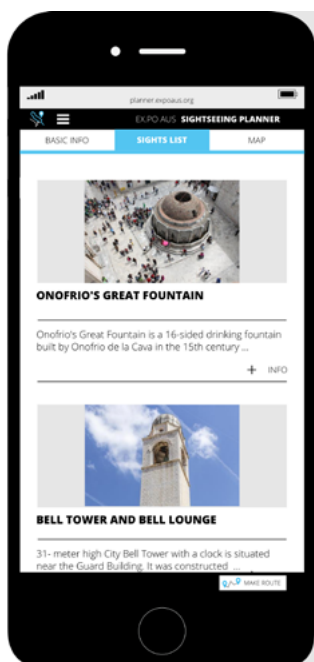 planner.expoaus.org
EXPO AUS SIGHTSEEING PLANNER
BASIC INFO
SIGHTS LIST
MAP
ONOFRIO'S GREAT FOUNTAIN
Onofrio's Great Fountain is a 16-sided drinking fountain
built by Onofrio de la Cava in the 15th century ...
+ INFO
BELL TOWER AND BELL LOUNGE
31- meter high City Bell Tower with a clock is situated
near the Guard Building. It was constructed ...
MAKE ROUTE